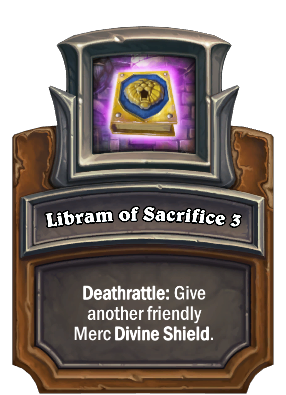 Libram of Sacrifice 3
Deathrattle: Give
another friendly
Merc Divine Shield.